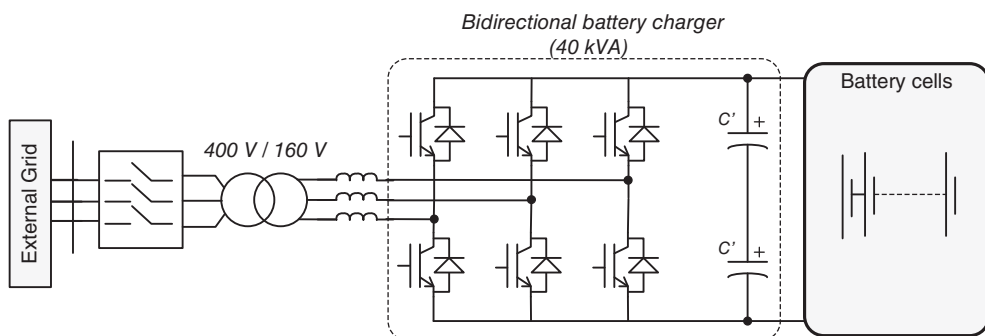 Bidirectional battery charger
(40 kVA)
Battery cells
External Grid
400 V / 160 V
C' +
C' +